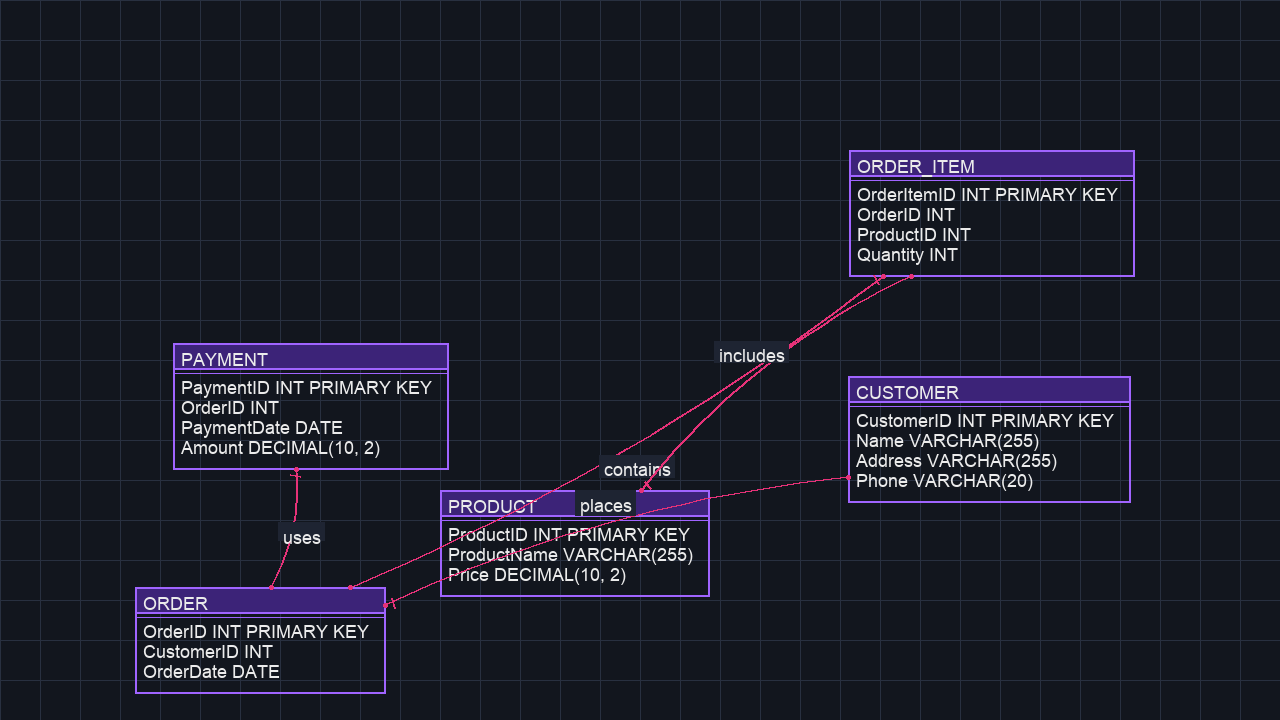 ORDER_ITEM
OrderItemID INT PRIMARY KEY
OrderID INT
ProductID INT
Quantity INT
includes
PAYMENT
PaymentID INT PRIMARY KEY
OrderID INT
PaymentDate DATE
Amount DECIMAL(10, 2)
CUSTOMER
CustomerID INT PRIMARY KEY
Name VARCHAR(255)
Address VARCHAR(255)
Phone VARCHAR(20)
contains
PRODUCT
places
ProductID INT PRIMARY KEY
ProductName VARCHAR(255)
Price DECIMAL(10, 2)
uses
ORDER
OrderID INT PRIMARY KEY
CustomerID INT
OrderDate DATE